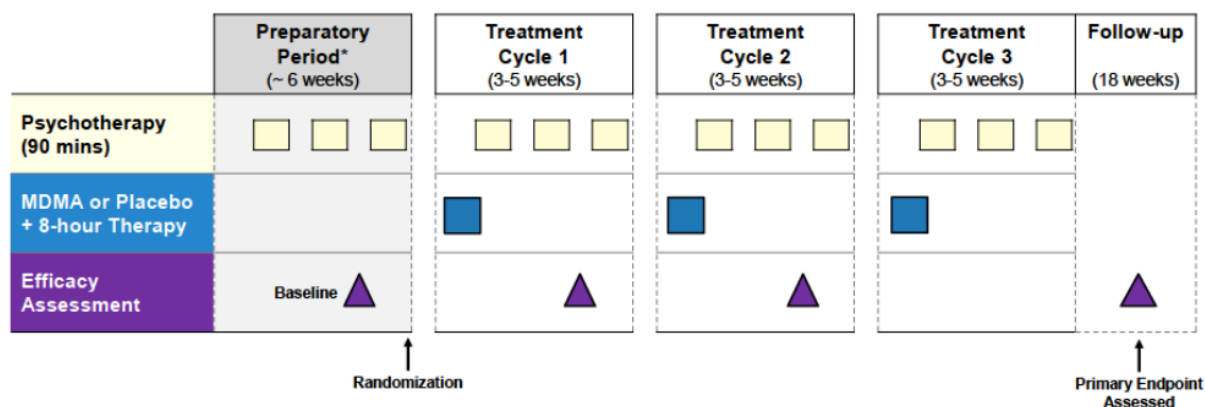 Preparatory
Period*
(~ 6 weeks)
Treatment
Cycle 1
(3-5 weeks)
Treatment
Cycle 2
(3-5 weeks)
Treatment
Cycle 3
(3-5 weeks)
Follow-up
(18 weeks)
Psychotherapy
(90 mins)
MDMA or Placebo
+ 8-hour Therapy
Efficacy
Assessment
Baseline
Randomization
Primary Endpoint
Assessed